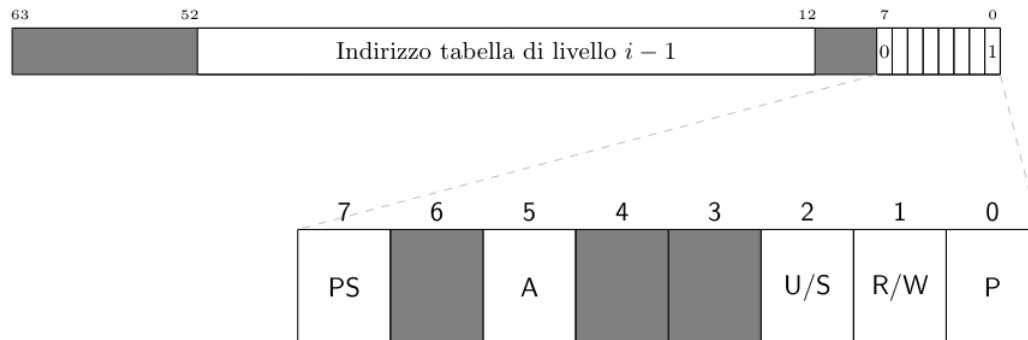 63 52 12 7 0
Indirizzo tabella di livello i − 1 0 1
7 6 5 4 3 2 1 0
PS A U/S R/W P